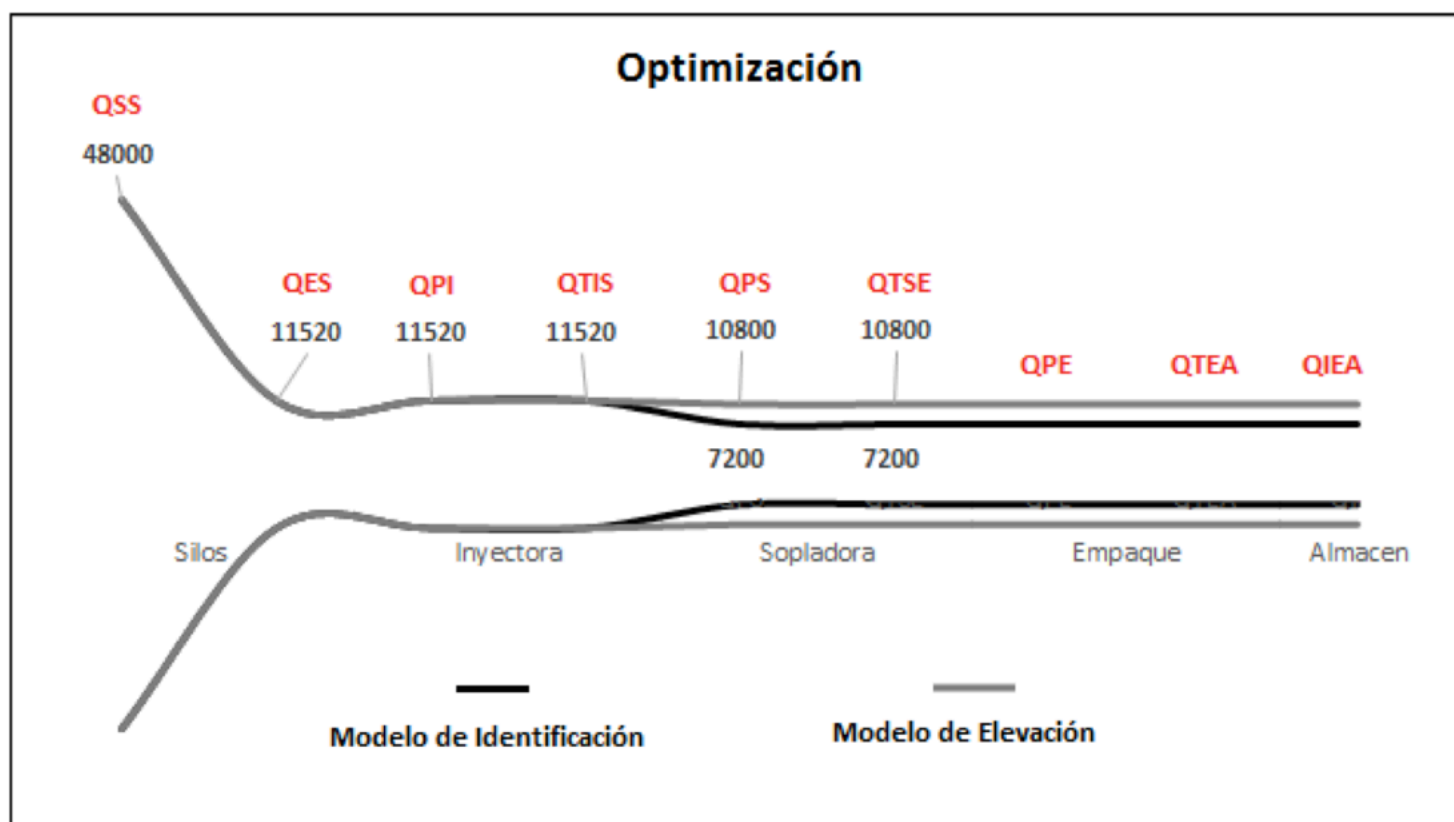 Optimización
QSS
48000
QES
QPI
QTIS
QPS
QTSE
11520
11520
11520
10800
10800
QPE
QTEA
QIEA
7200
7200
Silos
Inyectora
Sopladora
Empaque
Almacen
Modelo de Identificación
Modelo de Elevación